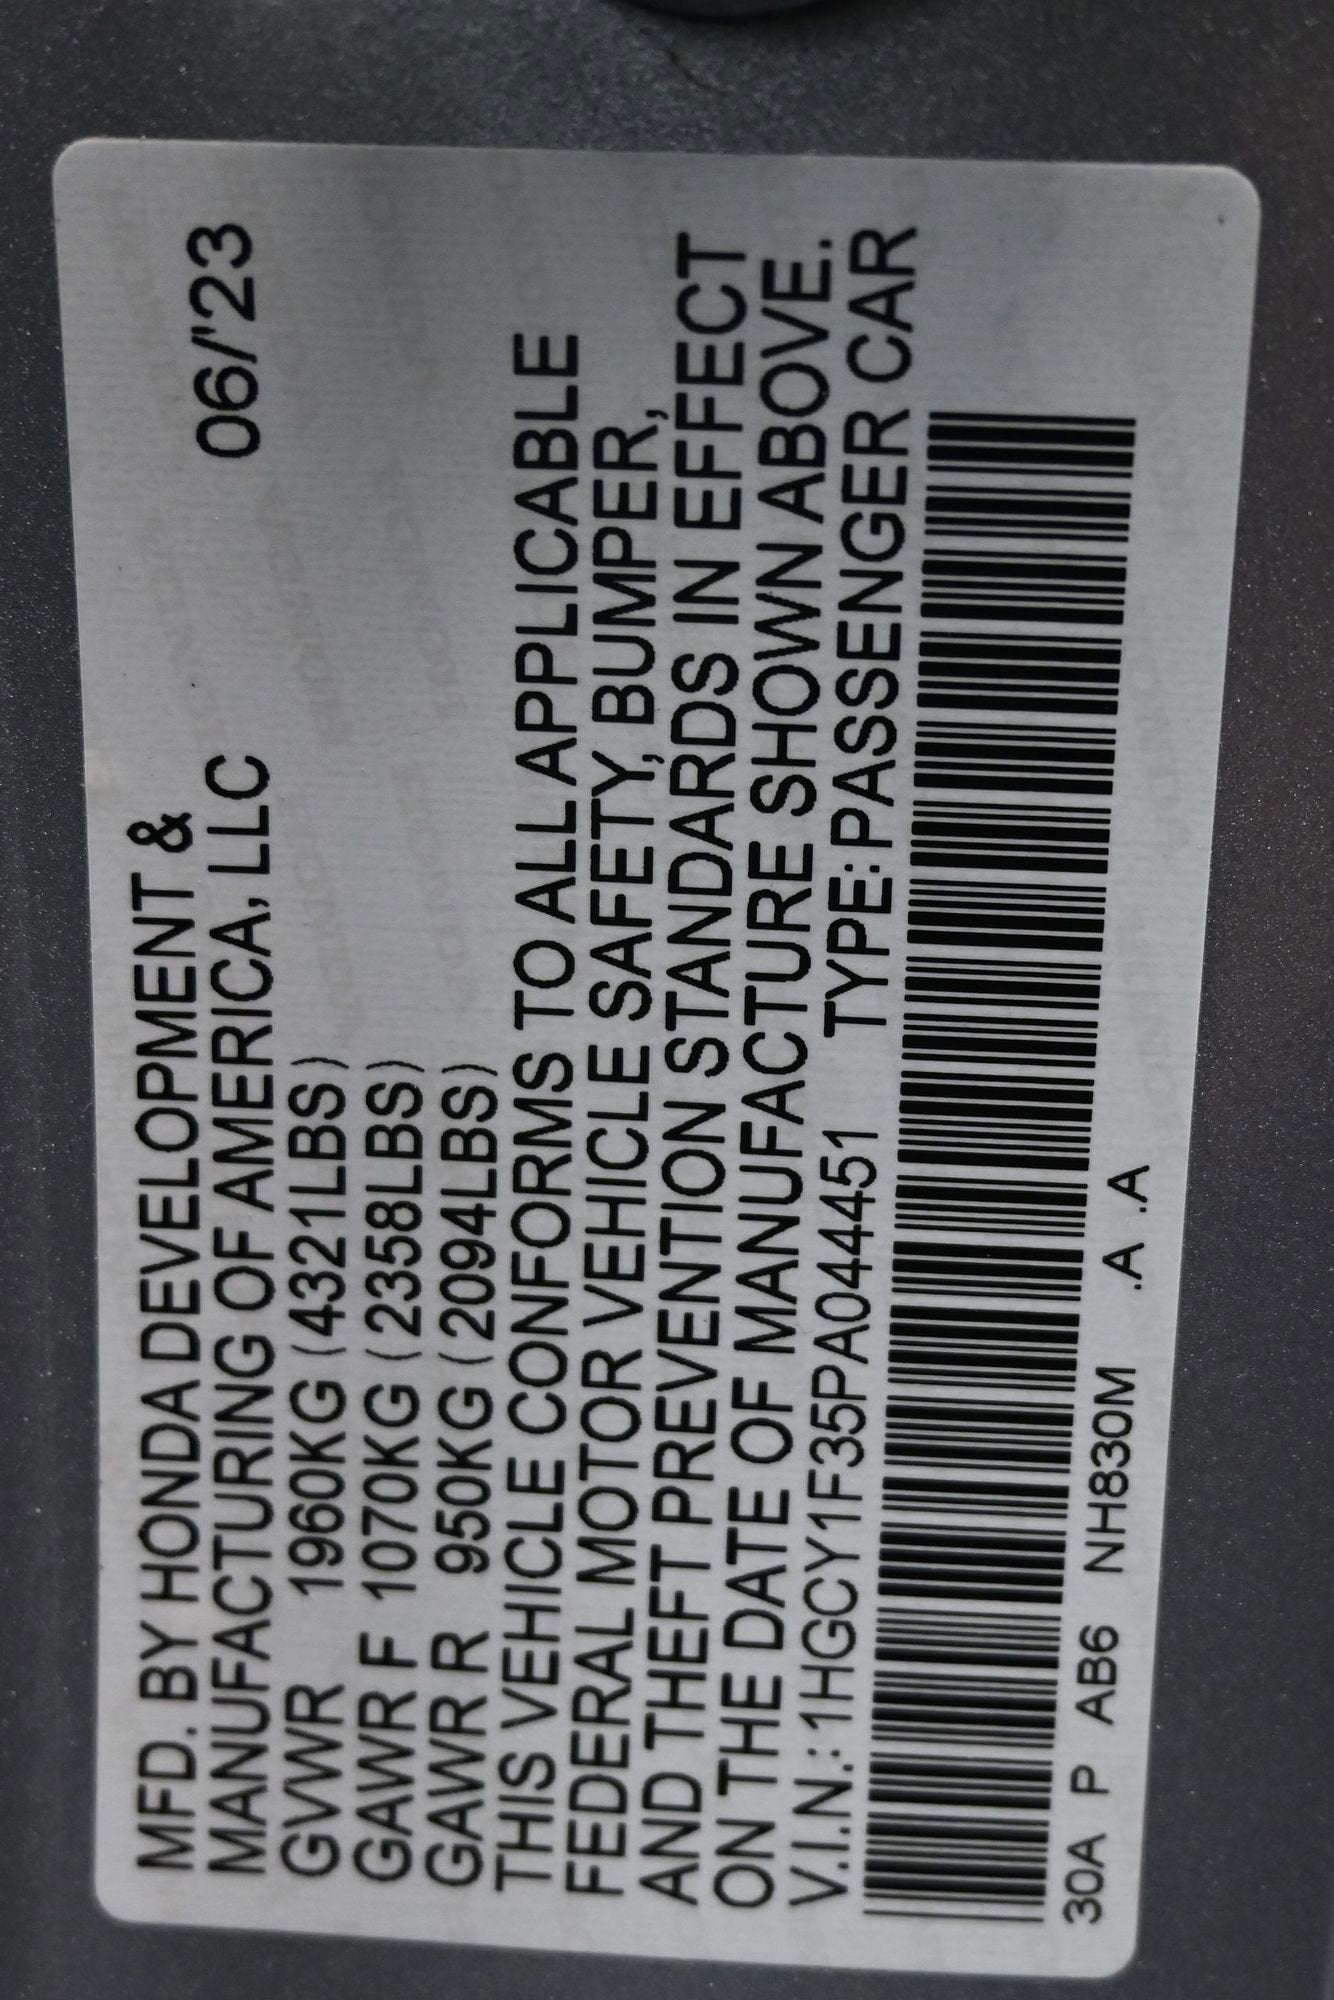 MFD. BY HONDA DEVELOPMENT &
MANUFACTURING OF AMERICA, LLC 06/'23
GVWR 1960KG (4321LBS)
GAWR F 1070KG (2358LBS)
GAWR R 950KG (2094LBS)
THIS VEHICLE CONFORMS TO ALL APPLICABLE
FEDERAL MOTOR VEHICLE SAFETY, BUMPER,
AND THEFT PREVENTION STANDARDS IN EFFECT
ON THE DATE OF MANUFACTURE SHOWN ABOVE.
V.I.N.:1HGCY1F35PA044451 TYPE:PASSENGER CAR
30A P AB6 NH830M .A .A